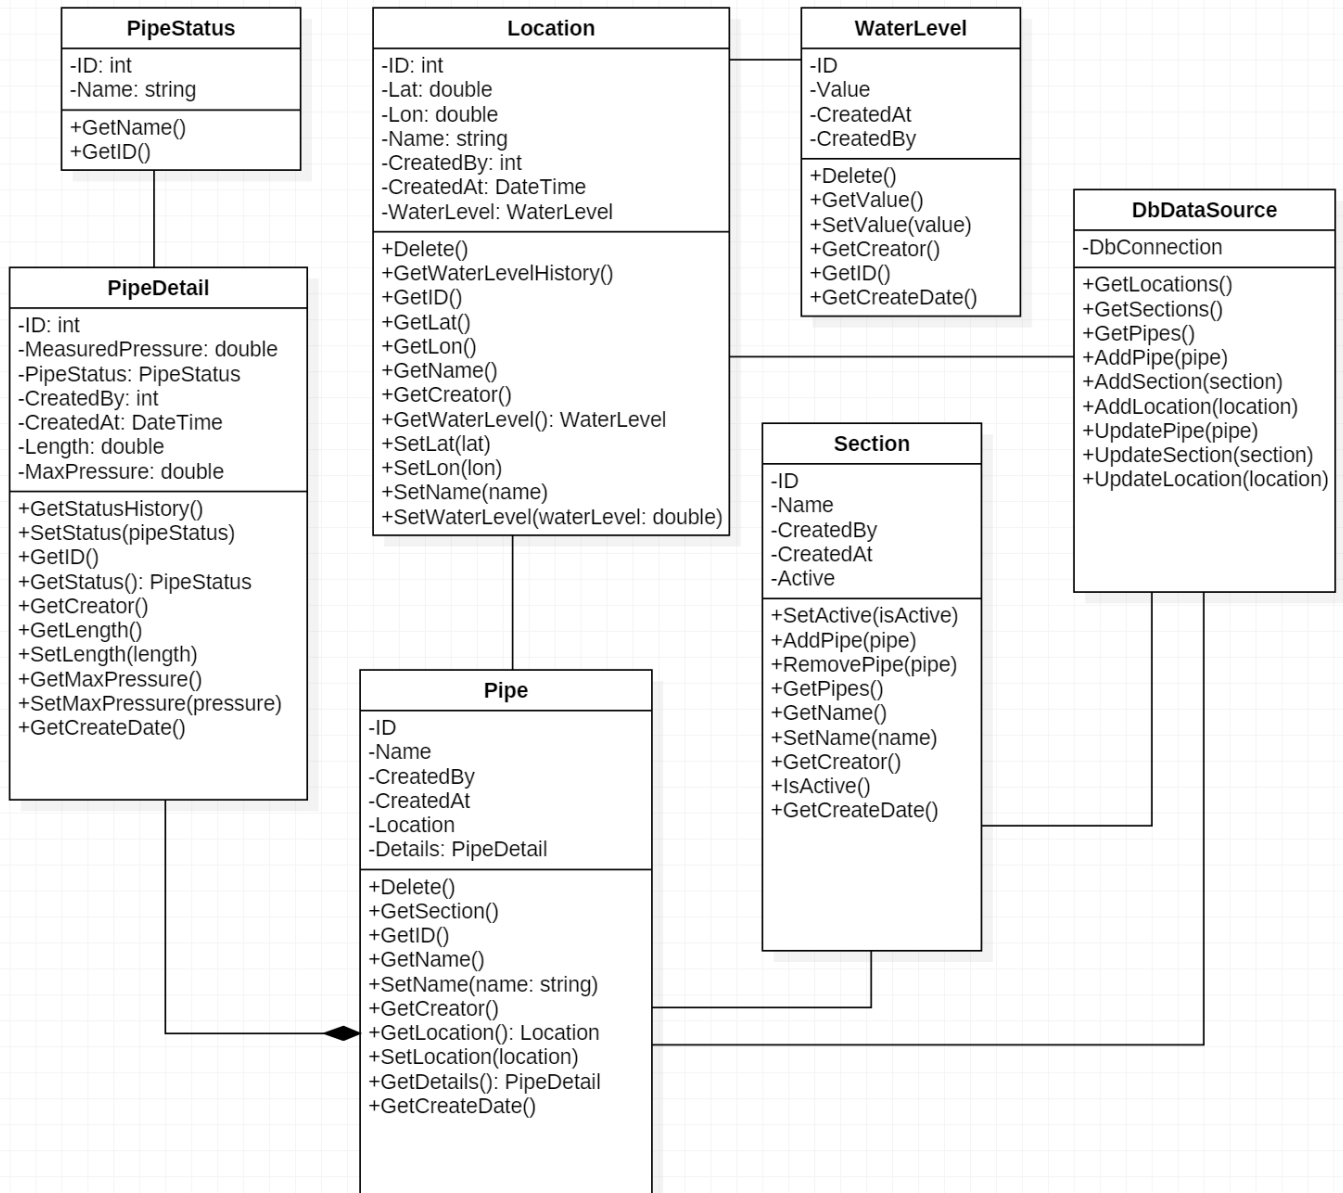 PipeStatus
-ID: int
-Name: string
+GetName()
+GetID()
Location
-ID: int
-Lat: double
-Lon: double
-Name: string
-CreatedBy: int
-CreatedAt: DateTime
-WaterLevel: WaterLevel
+Delete()
+GetWaterLevelHistory()
+GetID()
+GetLat()
+GetLon()
+GetName()
+GetCreator()
+GetWaterLevel(): WaterLevel
+SetLat(lat)
+SetLon(lon)
+SetName(name)
+SetWaterLevel(waterLevel: double)
WaterLevel
-ID
-Value
-CreatedAt
-CreatedBy
+Delete()
+GetValue()
+SetValue(value)
+GetCreator()
+GetID()
+GetCreateDate()
DbDataSource
-DbConnection
+GetLocations()
+GetSections()
+GetPipes()
+AddPipe(pipe)
+AddSection(section)
+AddLocation(location)
+UpdatePipe(pipe)
+UpdateSection(section)
+UpdateLocation(location)
PipeDetail
-ID: int
-MeasuredPressure: double
-PipeStatus: PipeStatus
-CreatedBy: int
-CreatedAt: DateTime
-Length: double
-MaxPressure: double
+GetStatusHistory()
+SetStatus(pipeStatus)
+GetID()
+GetStatus(): PipeStatus
+GetCreator()
+GetLength()
+SetLength(length)
+GetMaxPressure()
+SetMaxPressure(pressure)
+GetCreateDate()
Section
-ID
-Name
-CreatedBy
-CreatedAt
-Active
+SetActive(isActive)
+AddPipe(pipe)
+RemovePipe(pipe)
+GetPipes()
+GetName()
+SetName(name)
+GetCreator()
+IsActive()
+GetCreateDate()
Pipe
-ID
-Name
-CreatedBy
-CreatedAt
-Location
-Details: PipeDetail
+Delete()
+GetSection()
+GetID()
+GetName()
+SetName(name: string)
+GetCreator()
+GetLocation(): Location
+SetLocation(location)
+GetDetails(): PipeDetail
+GetCreateDate()